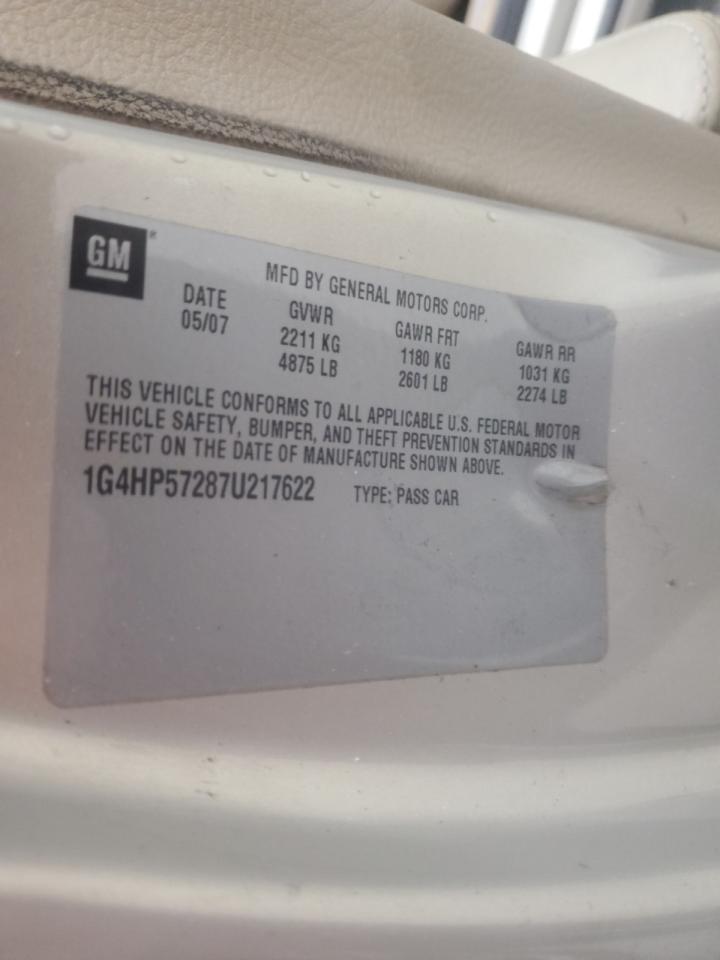 GM
MFD BY GENERAL MOTORS CORP.
DATE GVWR GAWR FRT GAWR RR
05/07 2211 KG 1180 KG 1031 KG
4875 LB 2601 LB 2274 LB
THIS VEHICLE CONFORMS TO ALL APPLICABLE U.S. FEDERAL MOTOR
VEHICLE SAFETY, BUMPER, AND THEFT PREVENTION STANDARDS IN
EFFECT ON THE DATE OF MANUFACTURE SHOWN ABOVE.
1G4HP57287U217622 TYPE: PASS CAR